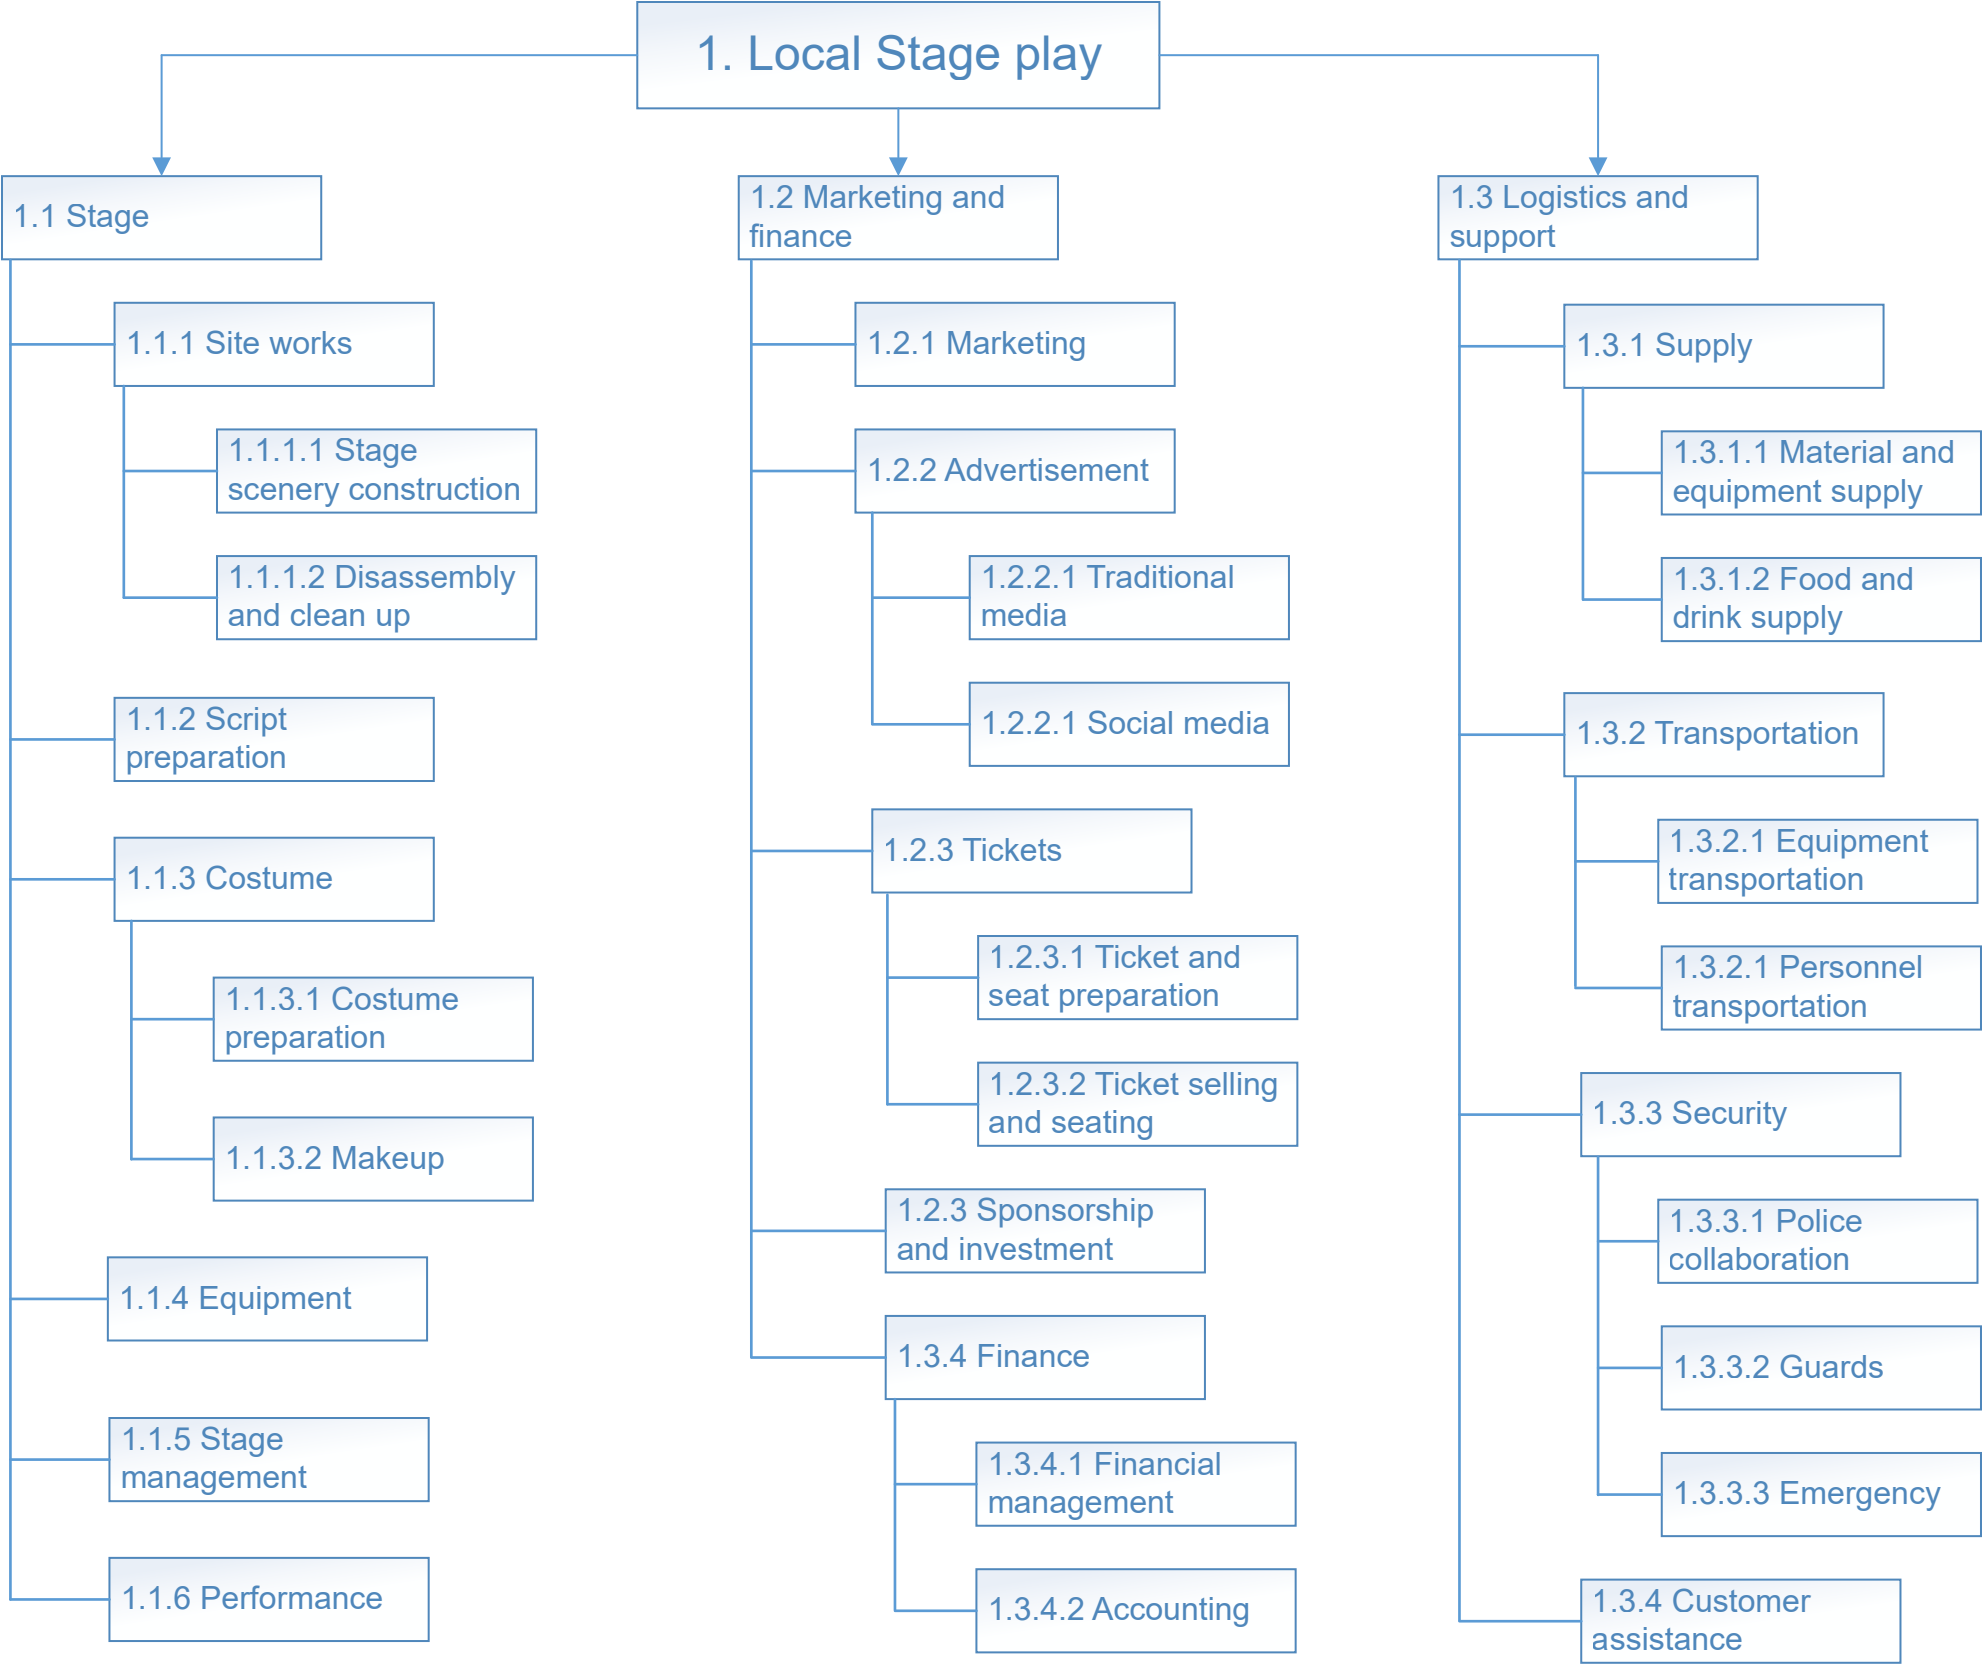 1. Local Stage play
1.1 Stage
1.1.1 Site works
1.1.1.1 Stage
scenery construction
1.1.1.2 Disassembly
and clean up
1.1.2 Script
preparation
1.1.3 Costume
1.1.3.1 Costume
preparation
1.1.3.2 Makeup
1.1.4 Equipment
1.1.5 Stage
management
1.1.6 Performance
1.2 Marketing and
finance
1.2.1 Marketing
1.2.2 Advertisement
1.2.2.1 Traditional
media
1.2.2.1 Social media
1.2.3 Tickets
1.2.3.1 Ticket and
seat preparation
1.2.3.2 Ticket selling
and seating
1.2.3 Sponsorship
and investment
1.3.4 Finance
1.3.4.1 Financial
management
1.3.4.2 Accounting
1.3 Logistics and
support
1.3.1 Supply
1.3.1.1 Material and
equipment supply
1.3.1.2 Food and
drink supply
1.3.2 Transportation
1.3.2.1 Equipment
transportation
1.3.2.1 Personnel
transportation
1.3.3 Security
1.3.3.1 Police
collaboration
1.3.3.2 Guards
1.3.3.3 Emergency
1.3.4 Customer
assistance